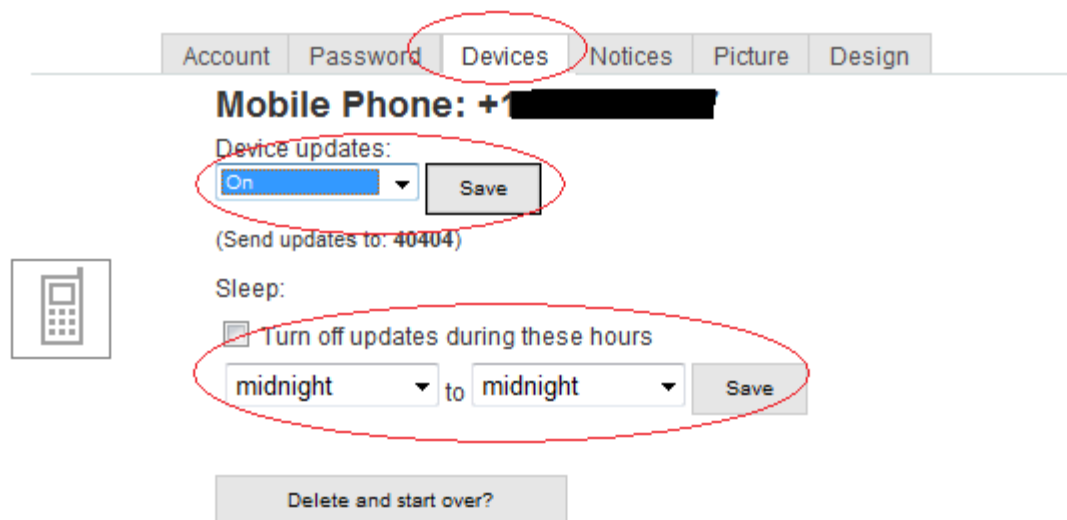 Account Password Devices Notices Picture Design
Mobile Phone: +1
Device updates:
On Save
(Send updates to: 40404)
Sleep:
Turn off updates during these hours
midnight to midnight Save
Delete and start over?